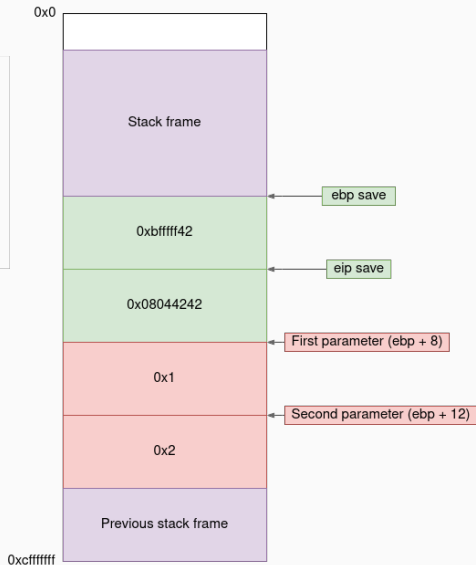 0x0
Stack frame
ebp save
0xbfffff42
eip save
0x08044242
First parameter (ebp + 8)
0x1
Second parameter (ebp + 12)
0x2
Previous stack frame
0xcfffffff